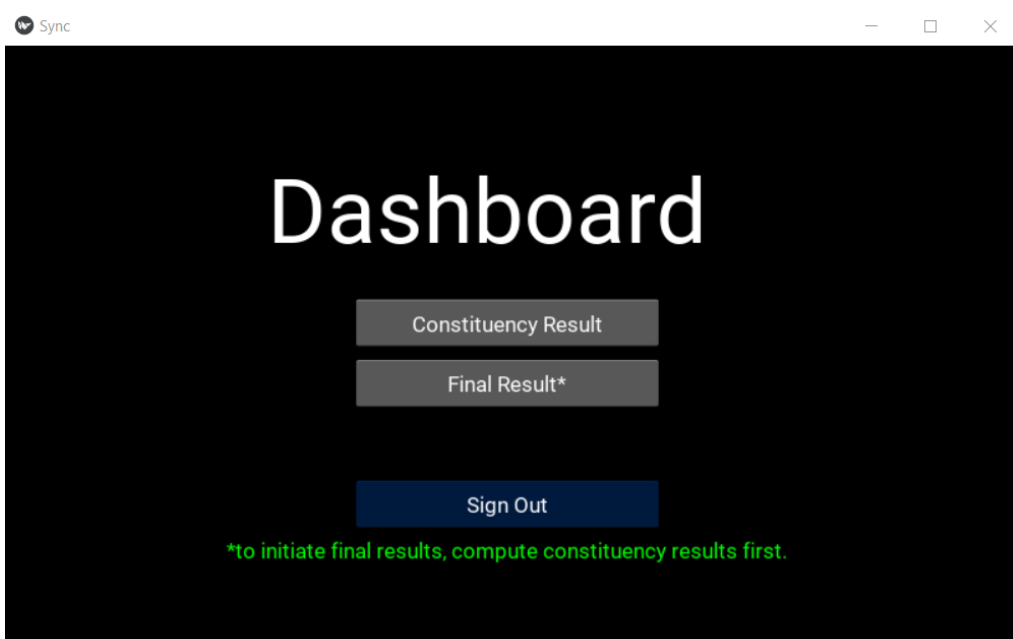 Sync
Dashboard
Constituency Result
Final Result*
Sign Out
*to initiate final results, compute constituency results first.